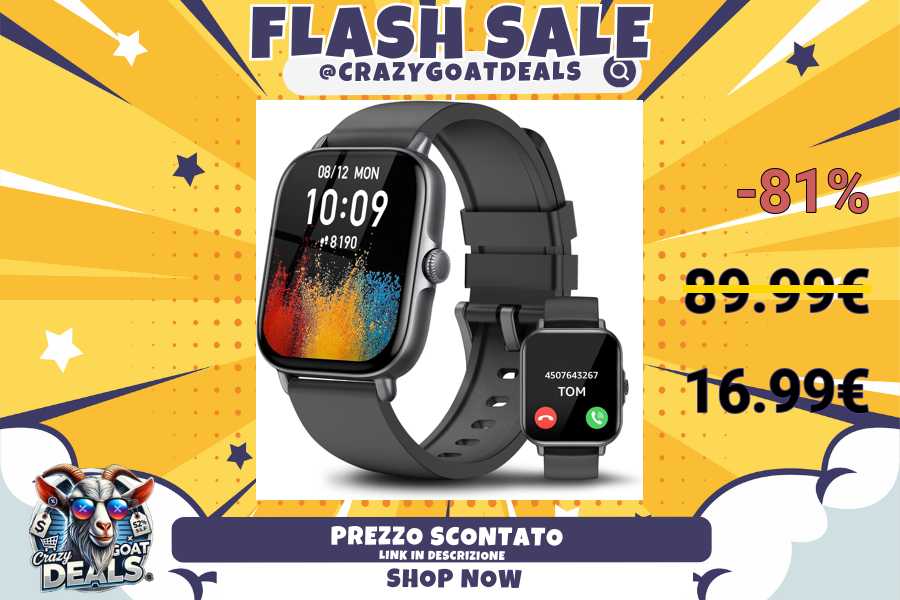 FLASH SALE
@CRAZYGOATDEALS
08/12 MON
10:09
8190
-81%
89.99€
4507643267
TOM
16.99€
$
52%
Crazy
GOAT
DEALS
PREZZO SCONTATO
LINK IN DESCRIZIONE
SHOP NOW